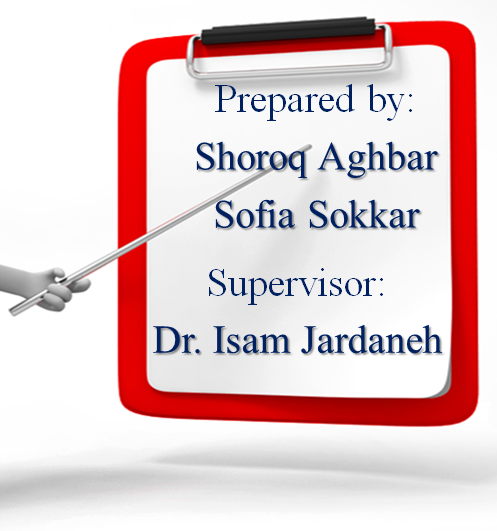 Prepared by:
Shoroq Aghbar
Sofia Sokkar
Supervisor:
Dr. Isam Jardaneh